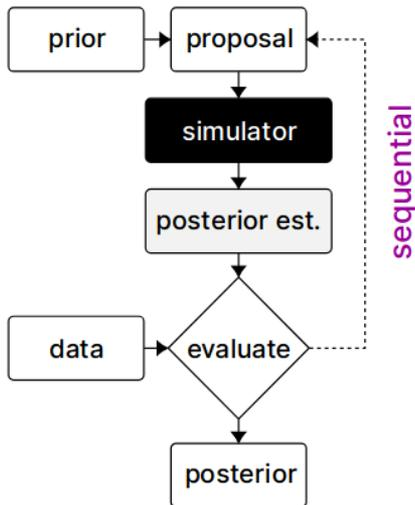 prior
proposal
simulator
sequential
posterior est.
data
evaluate
posterior